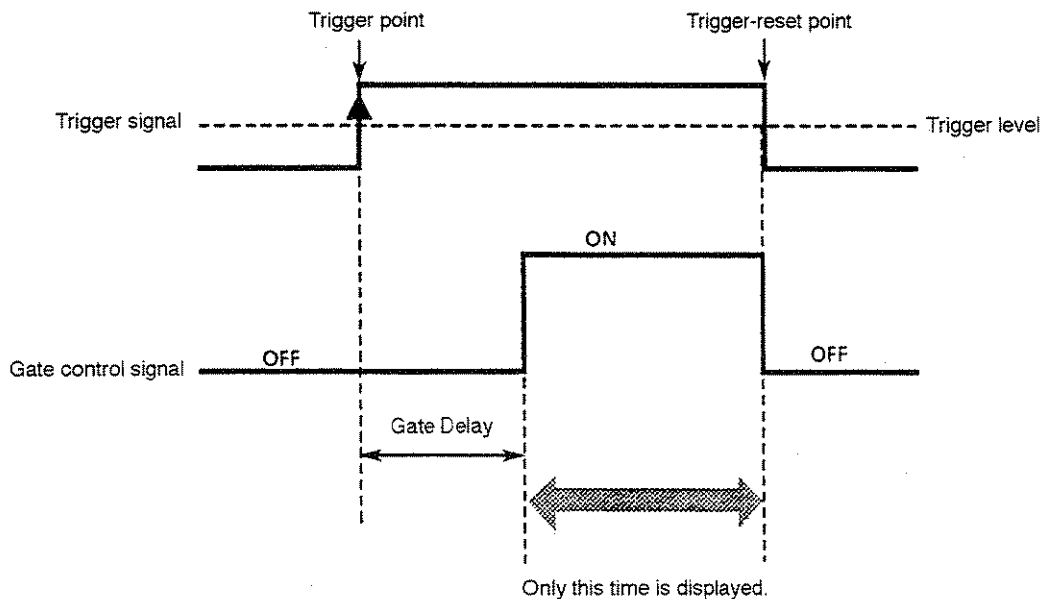 Trigger point
Trigger-reset point
Trigger signal
Trigger level
ON
Gate control signal
OFF
OFF
Gate Delay
Only this time is displayed.